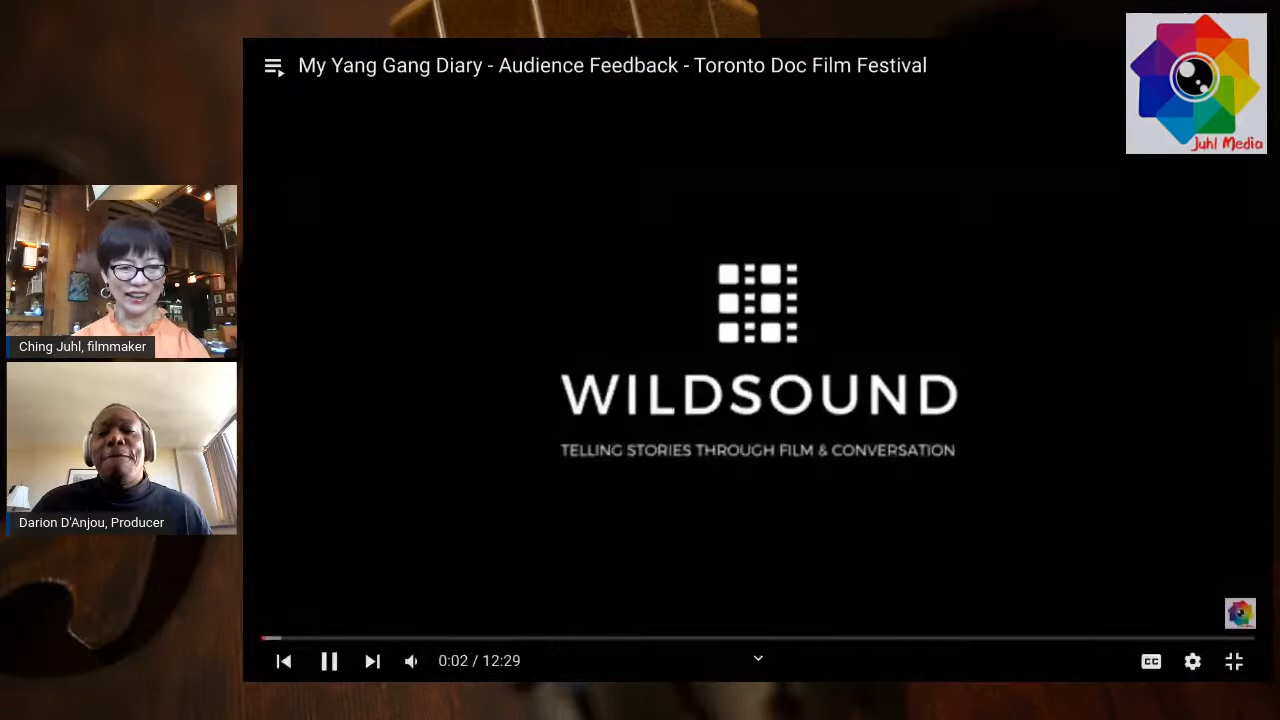 My Yang Gang Diary - Audience Feedback - Toronto Doc Film Festival
Juhl Media
Ching Juhl, filmmaker
Darion D'Anjou, Producer
WILDSOUND
TELLING STORIES THROUGH FILM & CONVERSATION
0:02 / 12:29
CC